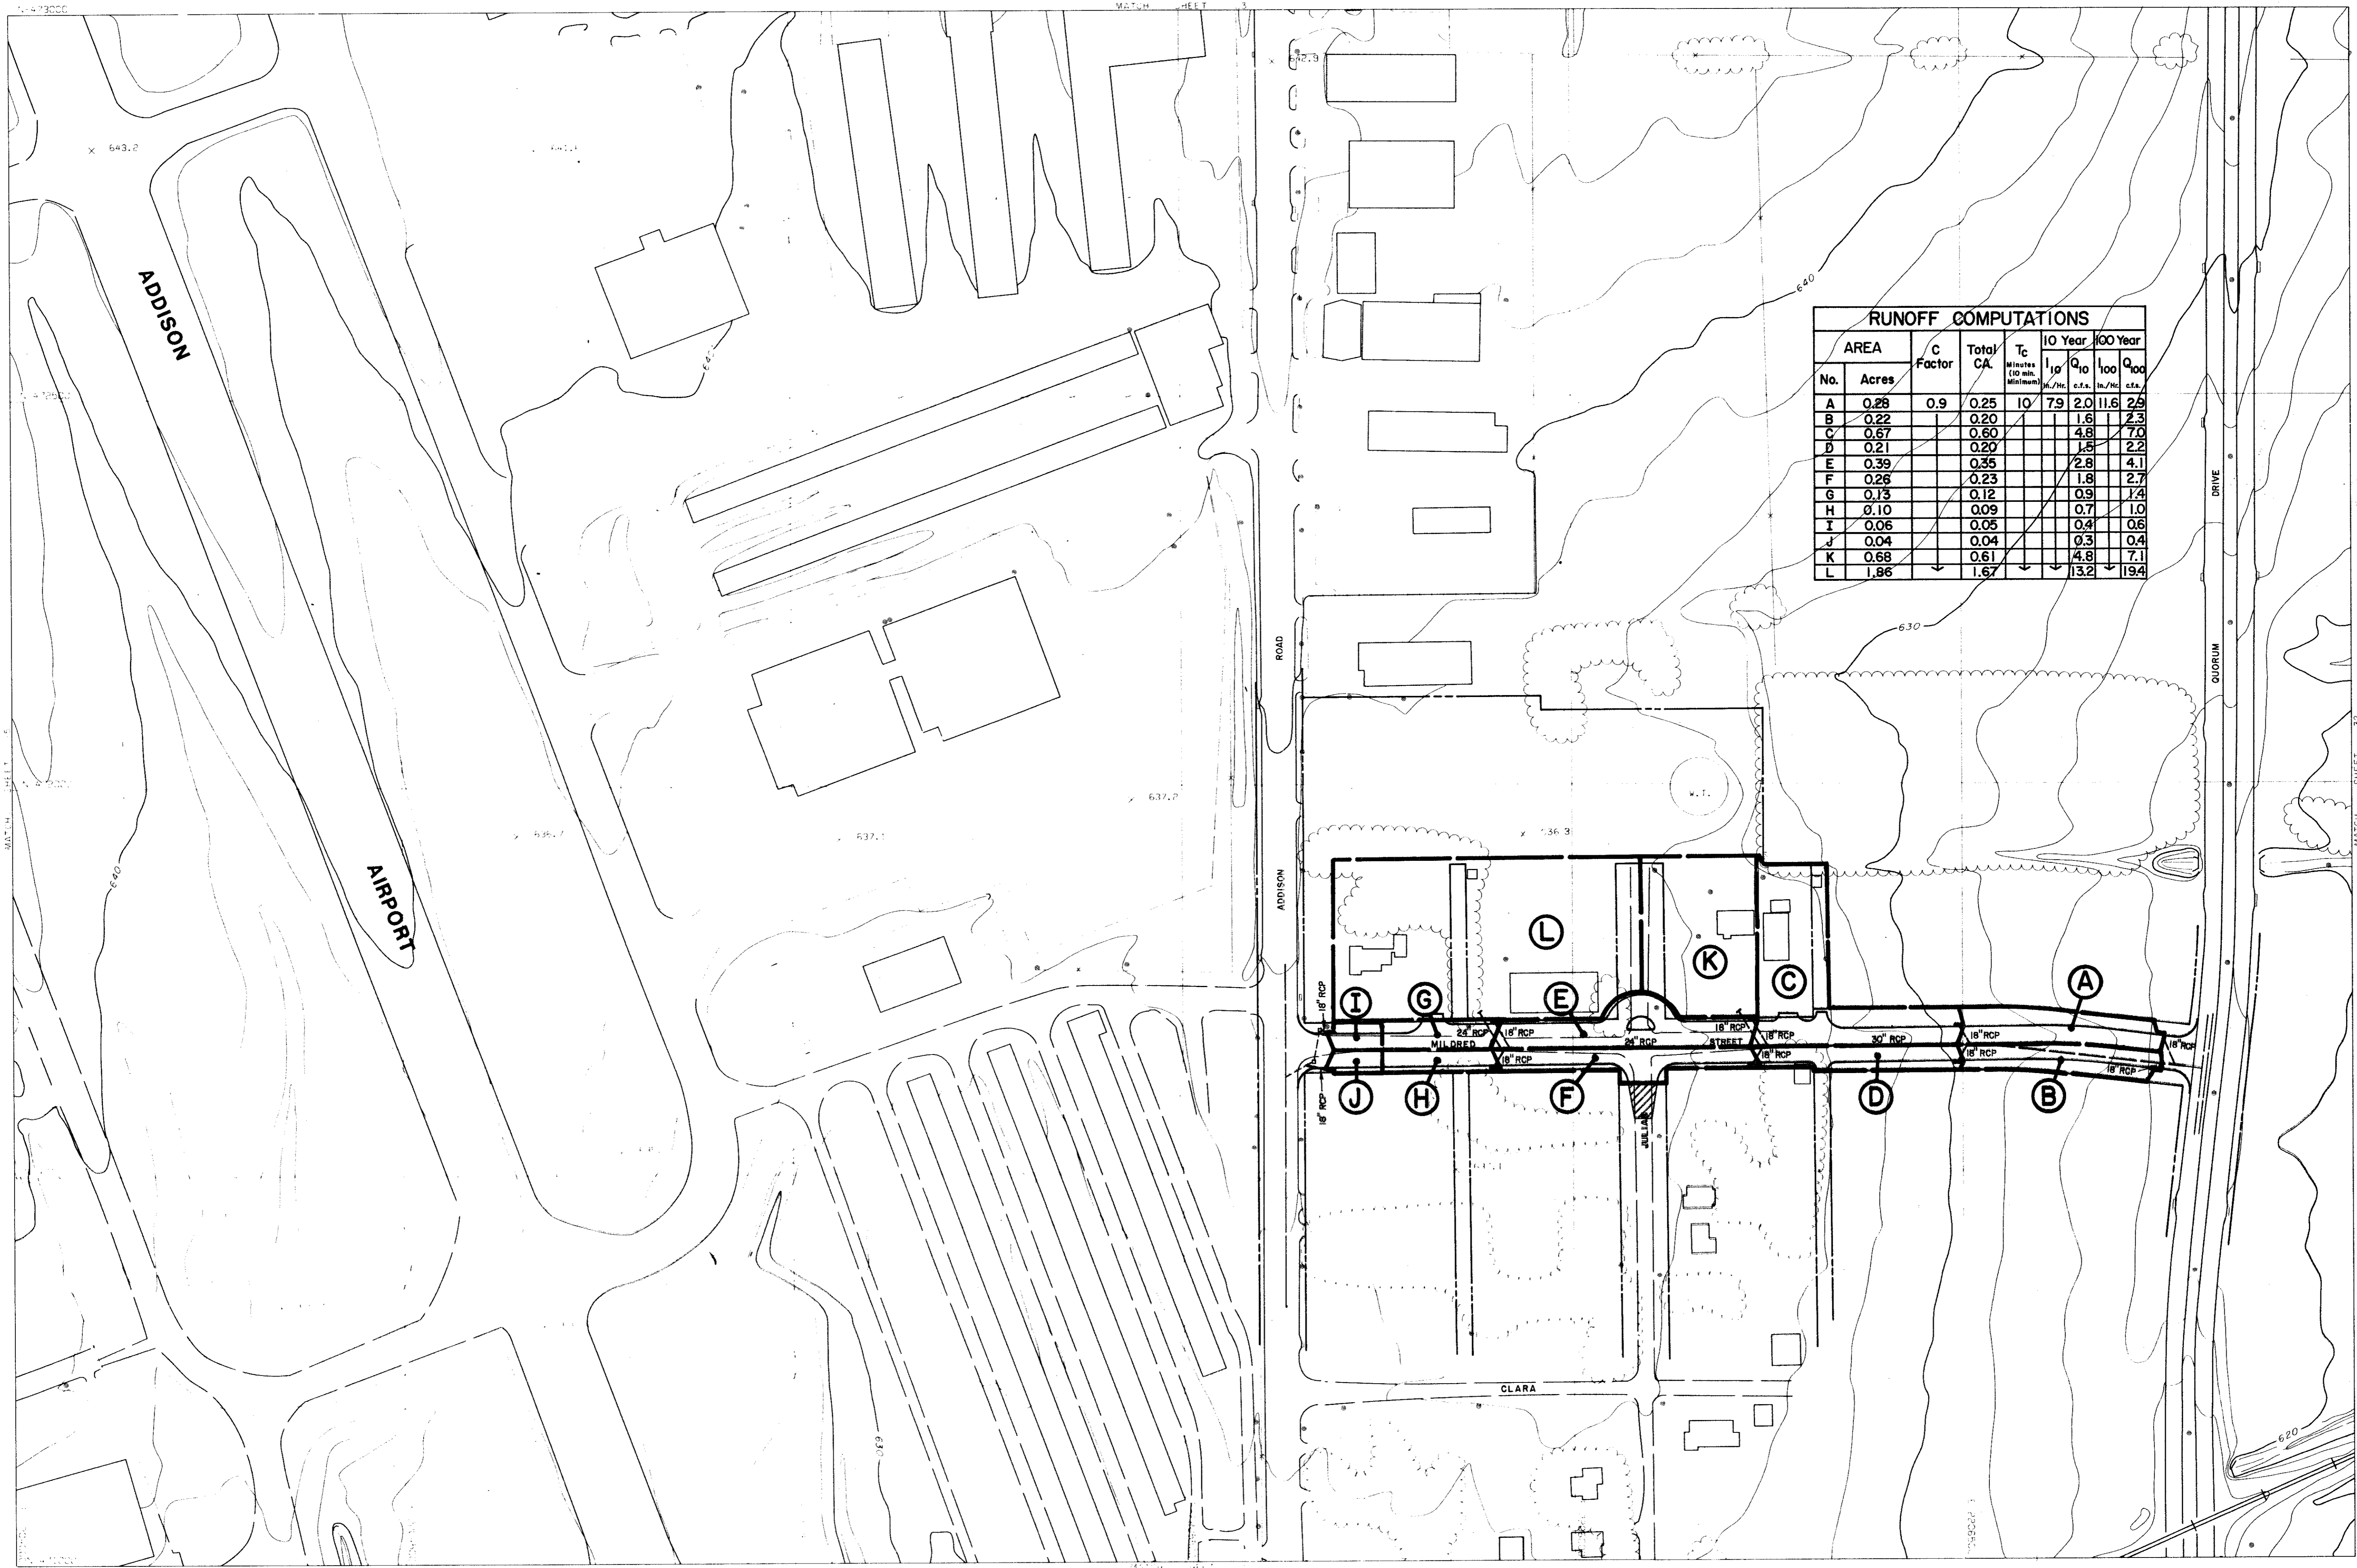 N-473000
MATCH SHEET 3
642.9
643.2
ADDISON
640
640
RUNOFF COMPUTATIONS
AREA C Factor Total CA. Tc Minutes (10 min. Minimum) 10 Year 100 Year
No. Acres I10 In./Hr. Q10 c.f.s. I100 In./Hr. Q100 c.f.s.
A 0.28 0.9 0.25 10 7.9 2.0 11.6 2.9
B 0.22 0.20 1.6 2.3
C 0.67 0.60 4.8 7.0
D 0.21 0.20 1.5 2.2
E 0.39 0.35 2.8 4.1
F 0.26 0.23 1.8 2.7
G 0.13 0.12 0.9 1.4
H 0.10 0.09 0.7 1.0
I 0.06 0.05 0.4 0.6
J 0.04 0.04 0.3 0.4
K 0.68 0.61 4.8 7.1
L 1.86 1.67 13.2 19.4
DRIVE
QUORUM
ROAD
630
637.2
637.1
W.T.
636.3
640
AIRPORT
ADDISON
L
K
C
A
I
G
E
18" RCP
24" RCP
18" RCP
18" RCP
18" RCP
18" RCP
MILDRED
24" RCP
STREET
30" RCP
18" RCP
18" RCP
18" RCP
18" RCP
18" RCP
J
H
F
D
B
18" RCP
JULIAN
CLARA
630
620